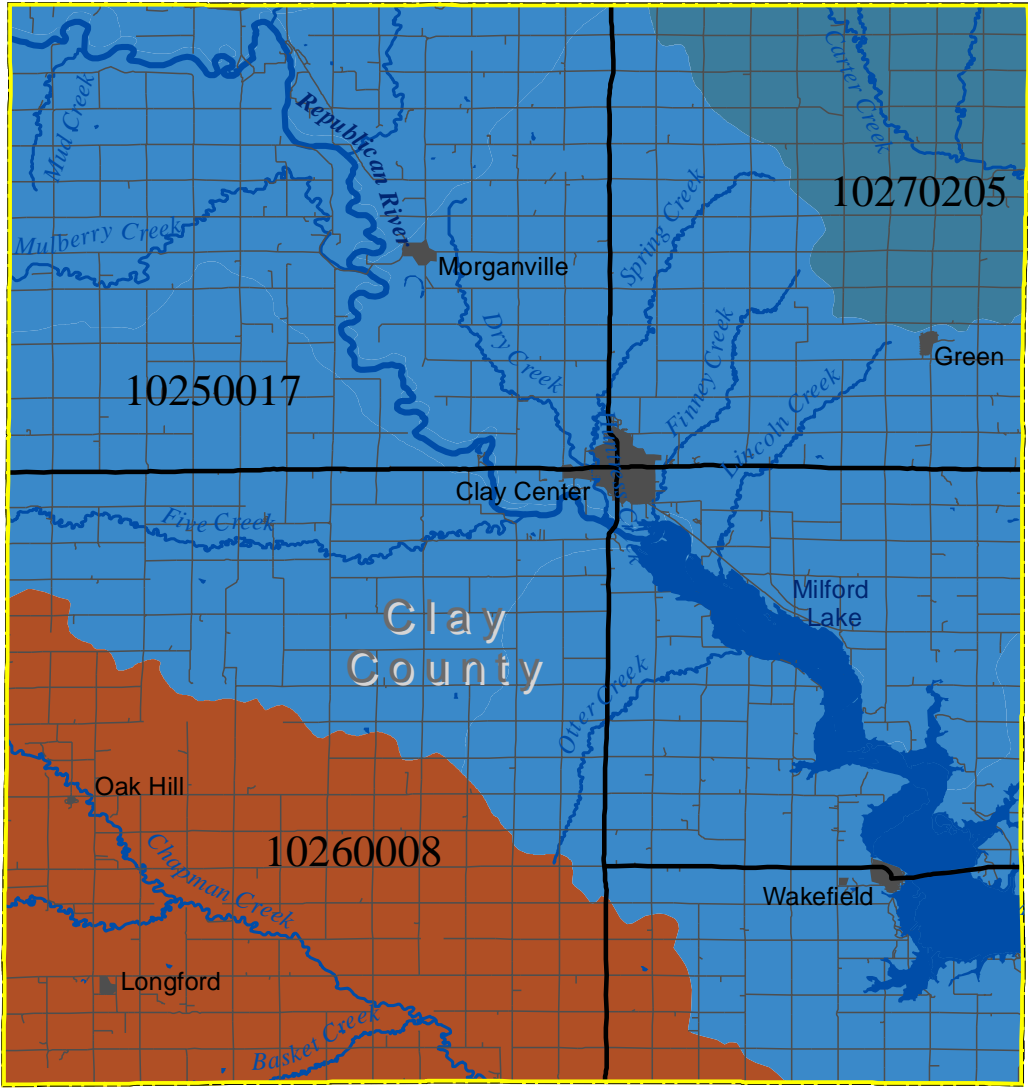 Carter Creek
Mud Creek
Republican River
10270205
Spring Creek
Mulberry Creek
Morganville
Dry Creek
Finney Creek
Green
10250017
Lincoln Creek
Clay Center
Five Creek
Milford
Lake
Clay
County
Otter Creek
Oak Hill
10260008
Chapman Creek
Wakefield
Longford
Basket Creek